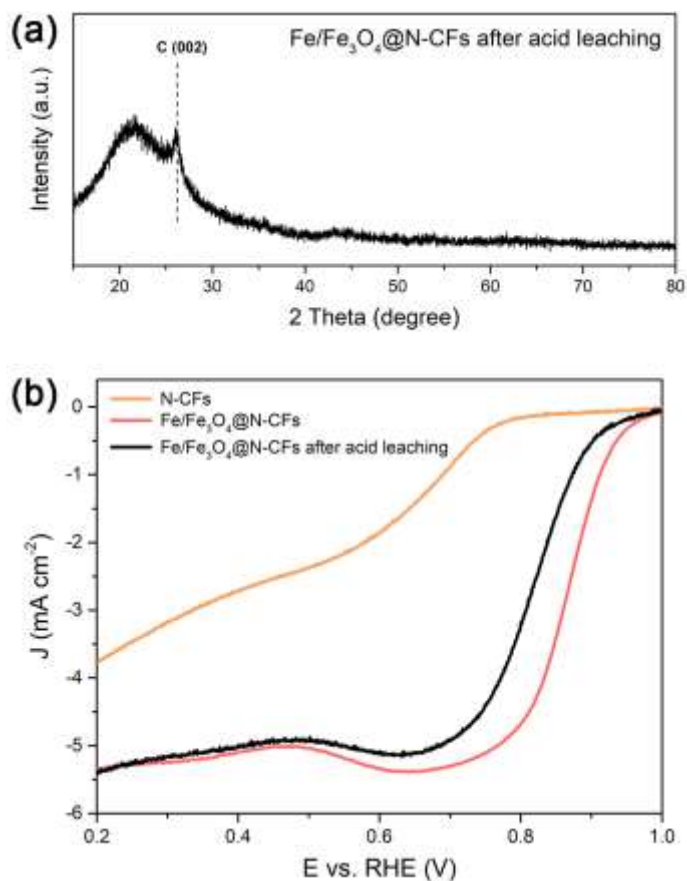 (a)
C (002)
Fe/Fe₃O₄@N-CFs after acid leaching
Intensity (a.u.)
20 30 40 50 60 70 80
2 Theta (degree)
(b)
N-CFs
Fe/Fe₃O₄@N-CFs
Fe/Fe₃O₄@N-CFs after acid leaching
0
-1
-2
-3
-4
-5
-6
J (mA cm⁻²)
0.2 0.4 0.6 0.8 1.0
E vs. RHE (V)